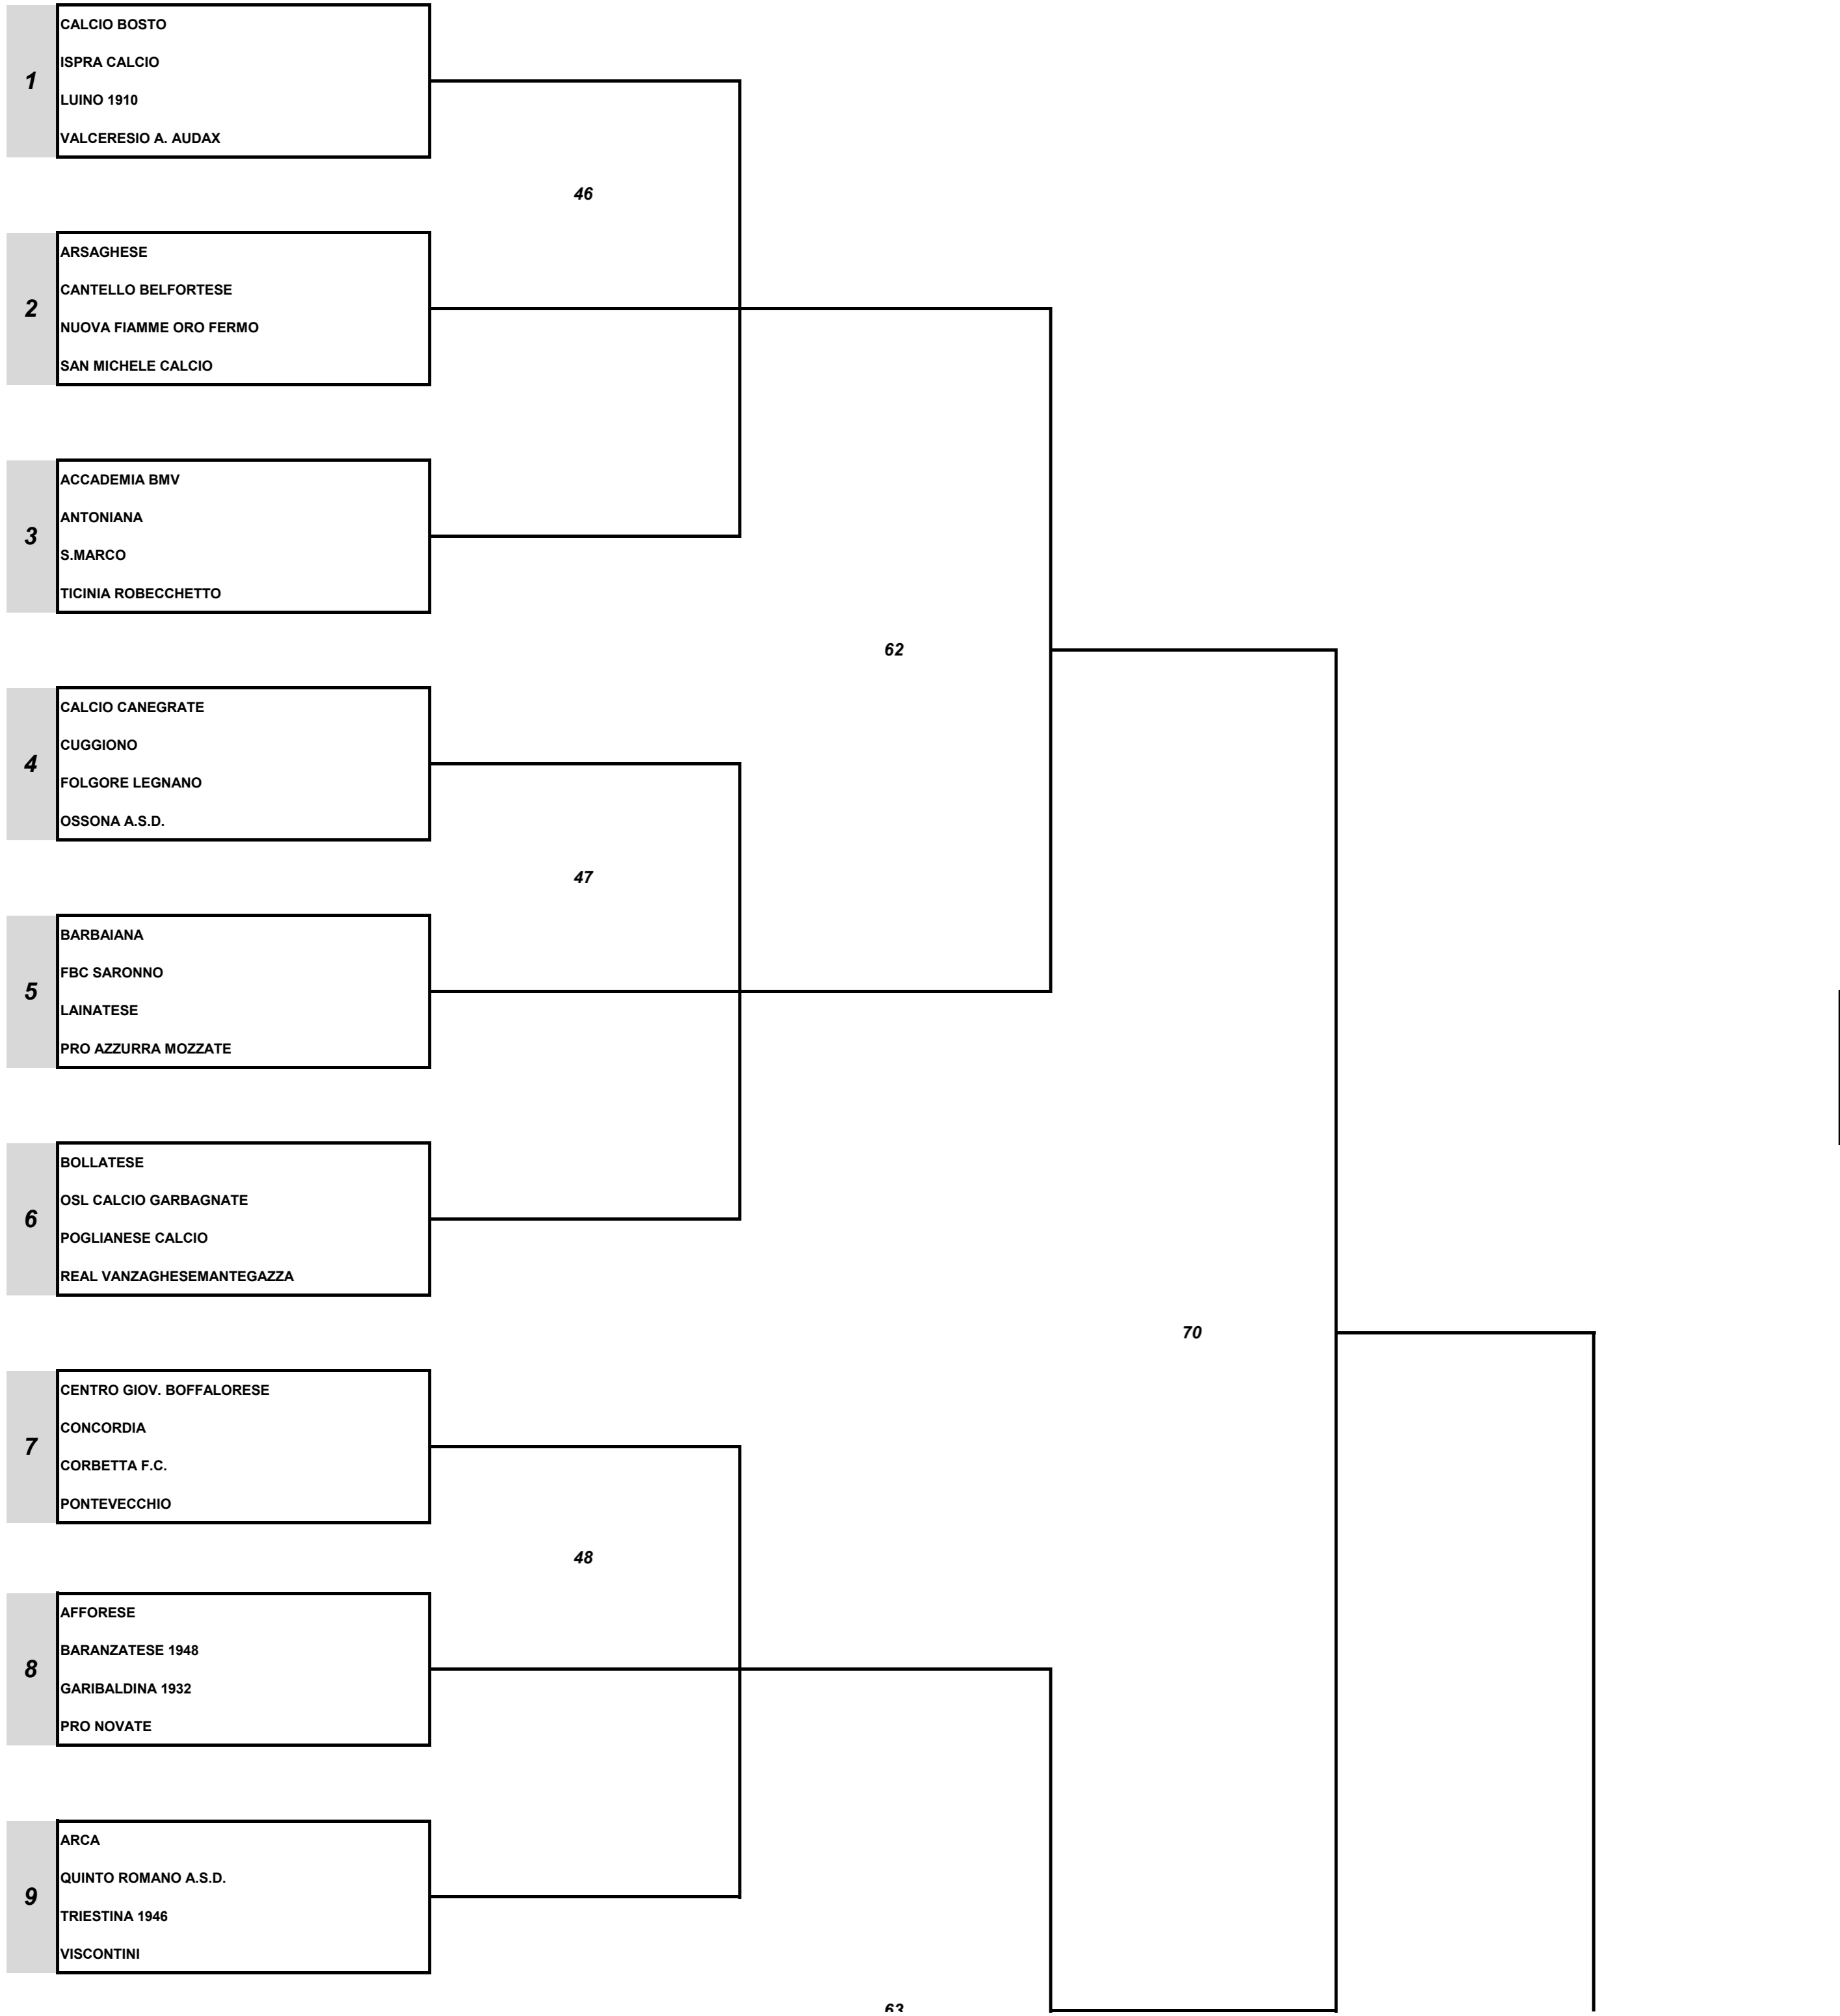 CALCIO BOSTO
ISPRA CALCIO
1
LUINO 1910
VALCERESIO A. AUDAX
46
ARSAGHESE
CANTELLO BELFORTESE
2
NUOVA FIAMME ORO FERMO
SAN MICHELE CALCIO
ACCADEMIA BMV
ANTONIANA
3
S.MARCO
TICINIA ROBECCHETTO
62
CALCIO CANEGRATE
CUGGIONO
4
FOLGORE LEGNANO
OSSONA A.S.D.
47
BARBAIANA
FBC SARONNO
5
LAINATESE
PRO AZZURRA MOZZATE
BOLLATESE
OSL CALCIO GARBAGNATE
6
POGLIANESE CALCIO
REAL VANZAGHESEMANTEGAZZA
70
CENTRO GIOV. BOFFALORESE
CONCORDIA
7
CORBETTA F.C.
PONTEVECCHIO
48
AFFORESE
BARANZATESE 1948
8
GARIBALDINA 1932
PRO NOVATE
ARCA
QUINTO ROMANO A.S.D.
9
TRIESTINA 1946
VISCONTINI
63